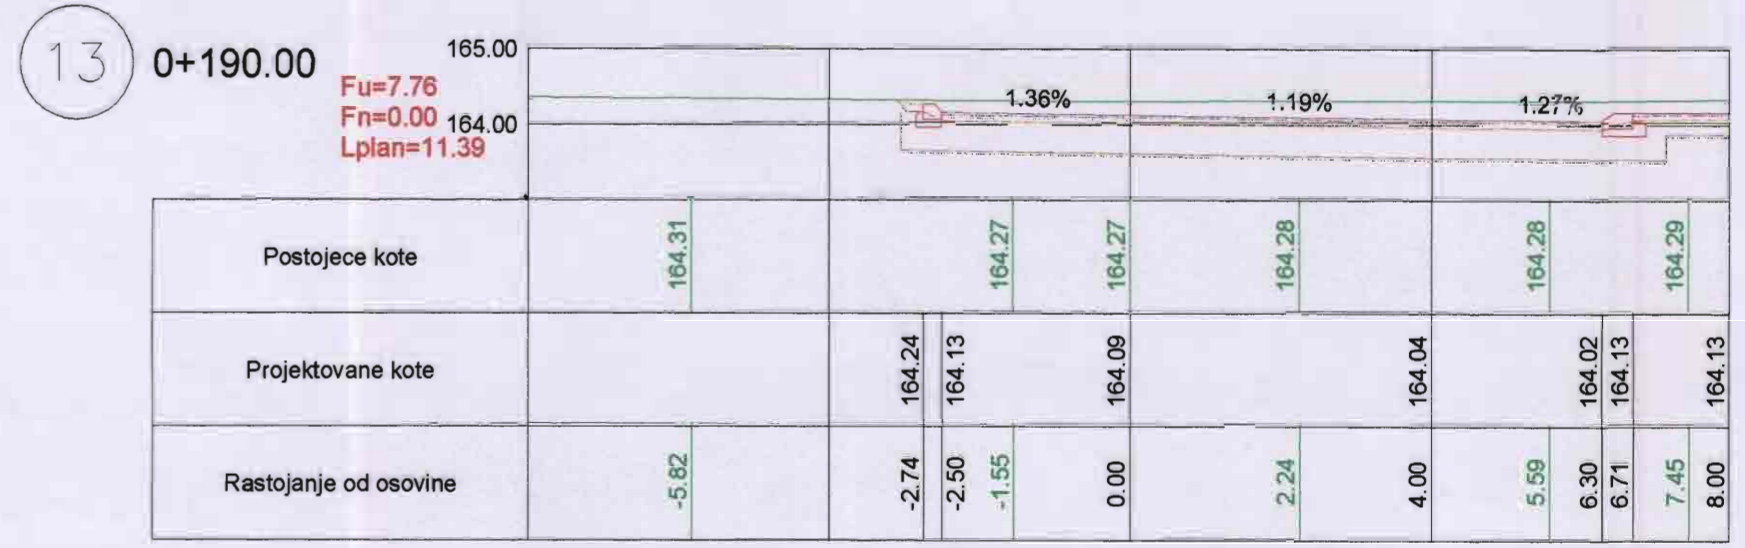 13
0+190.00
Fu=7.76
Fn=0.00
Lplan=11.39
165.00
164.00
1.36% 1.19% 1.27%
Postojece kote 164.31 164.27 164.27 164.28 164.28 164.29
Projektovane kote 164.24 164.13 164.09 164.04 164.02 164.13 164.13
Rastojanje od osovine -5.82 -2.74 -2.50 -1.55 0.00 2.24 4.00 5.59 6.30 6.71 7.45 8.00